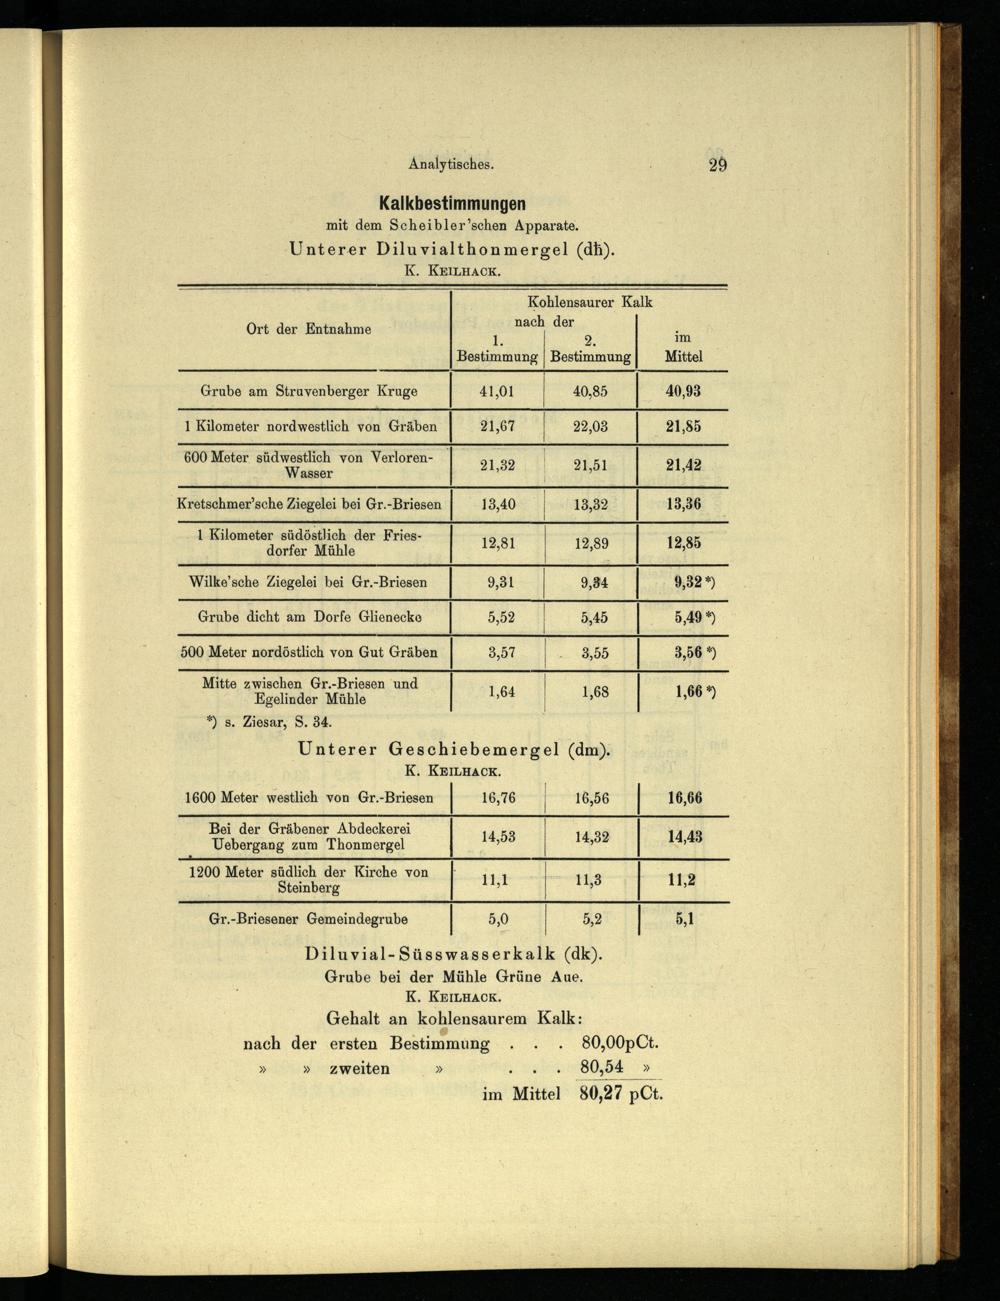 Analytisches. 29
Kalkbestimmungen
mit dem Scheibler'schen Apparate.
Unterer Diluvialthonmergel (dħ).
K. KEILHACK.
Kohlensaurer Kalk
Ort der Entnahme nach der im
1. 2.
Bestimmung Bestimmung Mittel
Grube am Struvenberger Kruge 41,01 40,85 40,93
1 Kilometer nordwestlich von Gräben 21,67 22,03 21,85
600 Meter südwestlich von Verloren-
Wasser 21,32 21,51 21,42
Kretschmer'sche Ziegelei bei Gr.-Briesen 13,40 13,32 13,36
1 Kilometer südöstlich der Fries-
dorfer Mühle 12,81 12,89 12,85
Wilke'sche Ziegelei bei Gr.-Briesen 9,31 9,34 9,32 *)
Grube dicht am Dorfe Glienecke 5,52 5,45 5,49 *)
500 Meter nordöstlich von Gut Gräben 3,57 3,55 3,56 *)
Mitte zwischen Gr.-Briesen und
Egelinder Mühle 1,64 1,68 1,66 *)
*) s. Ziesar, S. 34.
Unterer Geschiebemergel (dm).
K. KEILHACK.
1600 Meter westlich von Gr.-Briesen 16,76 16,56 16,66
Bei der Gräbener Abdeckerei
Uebergang zum Thonmergel 14,53 14,32 14,43
1200 Meter südlich der Kirche von
Steinberg 11,1 11,3 11,2
Gr.-Briesener Gemeindegrube 5,0 5,2 5,1
Diluvial-Süsswasserkalk (dk).
Grube bei der Mühle Grüne Aue.
K. KEILHACK.
Gehalt an kohlensaurem Kalk:
nach der ersten Bestimmung . . . 80,00pCt.
» » zweiten » . . . 80,54 »
im Mittel 80,27 pCt.